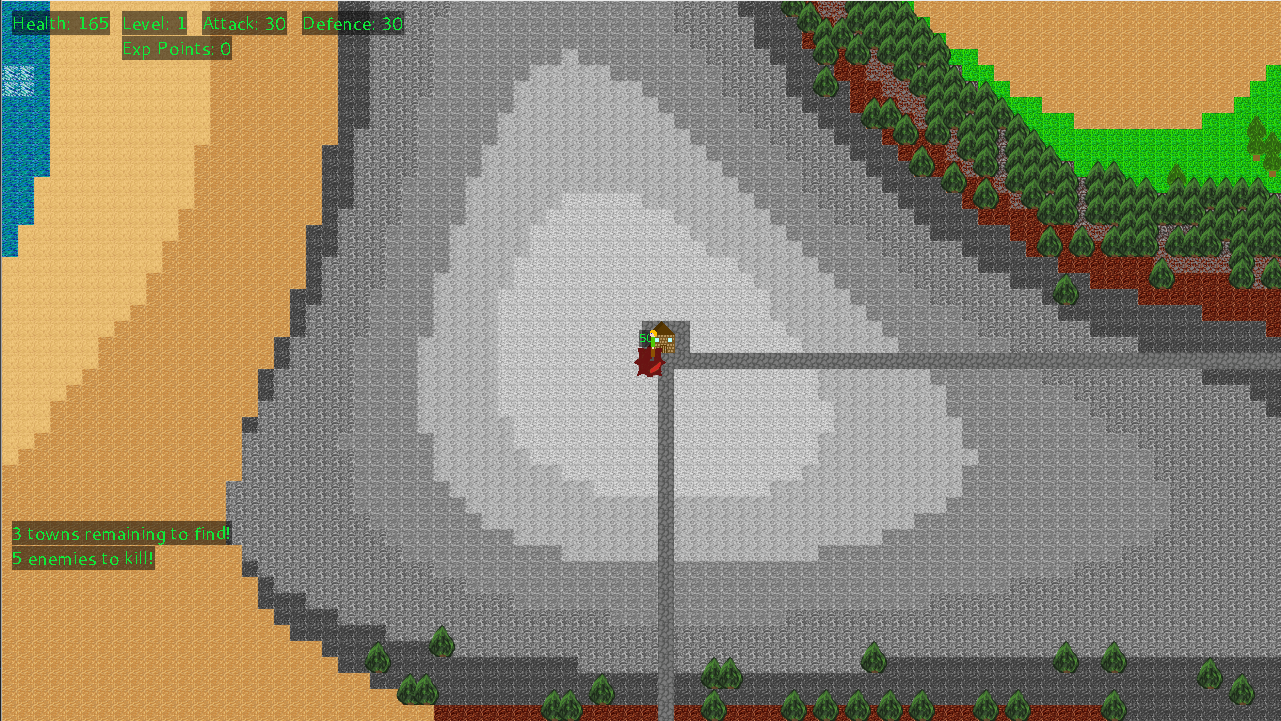 Health: 165 Level: 1 Attack: 30 Defence: 30
Exp Points: 0
3 towns remaining to find!
5 enemies to kill!